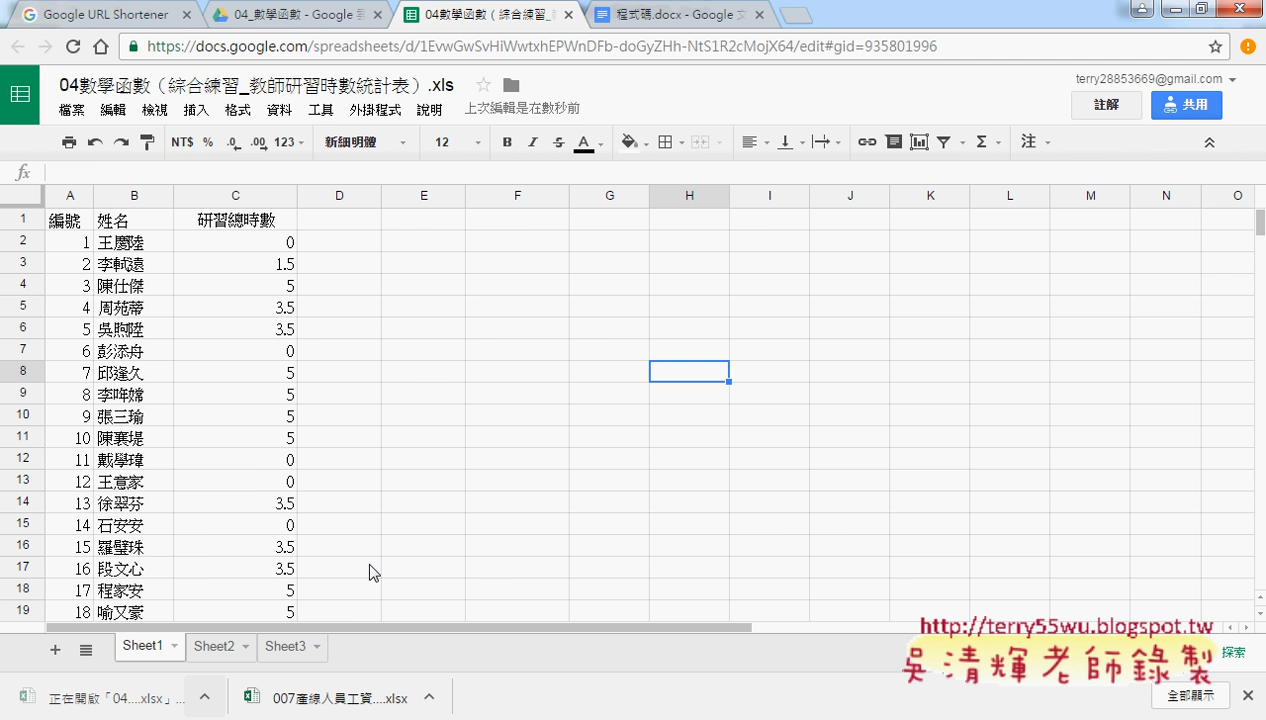 Google URL Shortener
04_數學函數 - Google 雲
04數學函數（綜合練習_
程式碼.docx - Google 文
https://docs.google.com/spreadsheets/d/1EvwGwSvHiWwtxhEPWnDFb-doGyZHh-NtS1R2cMojX64/edit#gid=935801996
04數學函數（綜合練習_教師研習時數統計表）.xls
terry28853669@gmail.com
檔案 編輯 檢視 插入 格式 資料 工具 外掛程式 說明 上次編輯是在數秒前
註解 共用
NT$ % .0 .00 123 新細明體 12 B I S A Σ 注
fx
A B C D E F G H I J K L M N O
1 編號 姓名 研習總時數
2 1 王慶陸 0
3 2 李軾遠 1.5
4 3 陳仕傑 5
5 4 周苑蒂 3.5
6 5 吳煦陞 3.5
7 6 彭添舟 0
8 7 邱逢久 5
9 8 李哖嫦 5
10 9 張三瑜 5
11 10 陳襄堤 5
12 11 戴學瑋 0
13 12 王意家 0
14 13 徐翠芬 3.5
15 14 石安安 0
16 15 羅璧珠 3.5
17 16 段文心 3.5
18 17 程家安 5
19 18 喻又豪 5
Sheet1 Sheet2 Sheet3
http://terry55wu.blogspot.tw
吳清輝老師錄製
探索
正在開啟「04....xlsx」...
007產線人員工資....xlsx
全部顯示